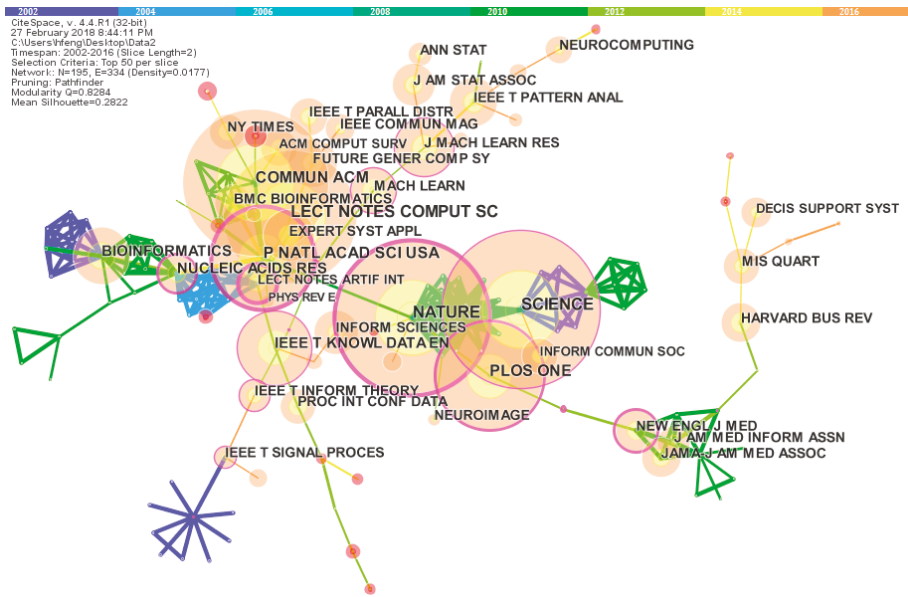 2002 2004 2006 2008 2010 2012 2014 2016
CiteSpace, v. 4.4.R1 (32-bit)
27 February 2018 8:44:11 PM
C:\Users\hfeng\Desktop\Data2
Timespan: 2002-2016 (Slice Length=2)
Selection Criteria: Top 50 per slice
Network: N=195, E=334 (Density=0.0177)
Pruning: Pathfinder
Modularity Q=0.8284
Mean Silhouette=0.2822
ANN STAT
NEUROCOMPUTING
J AM STAT ASSOC
IEEE T PATTERN ANAL
IEEE T PARALL DISTR
NY TIMES
IEEE COMMUN MAG
ACM COMPUT SURV
J MACH LEARN RES
FUTURE GENER COMP SY
COMMUN ACM
MACH LEARN
BMC BIOINFORMATICS
LECT NOTES COMPUT SC
DECIS SUPPORT SYST
EXPERT SYST APPL
BIOINFORMATICS
P NATL ACAD SCI USA
MIS QUART
NUCLEIC ACIDS RES
LECT NOTES ARTIF INT
PHYS REV E
SCIENCE
NATURE
HARVARD BUS REV
INFORM SCIENCES
IEEE T KNOWL DATA EN
INFORM COMMUN SOC
PLOS ONE
IEEE T INFORM THEORY
PROC INT CONF DATA
NEUROIMAGE
NEW ENGL J MED
J AM MED INFORM ASSN
IEEE T SIGNAL PROCES
JAMA-J AM MED ASSOC